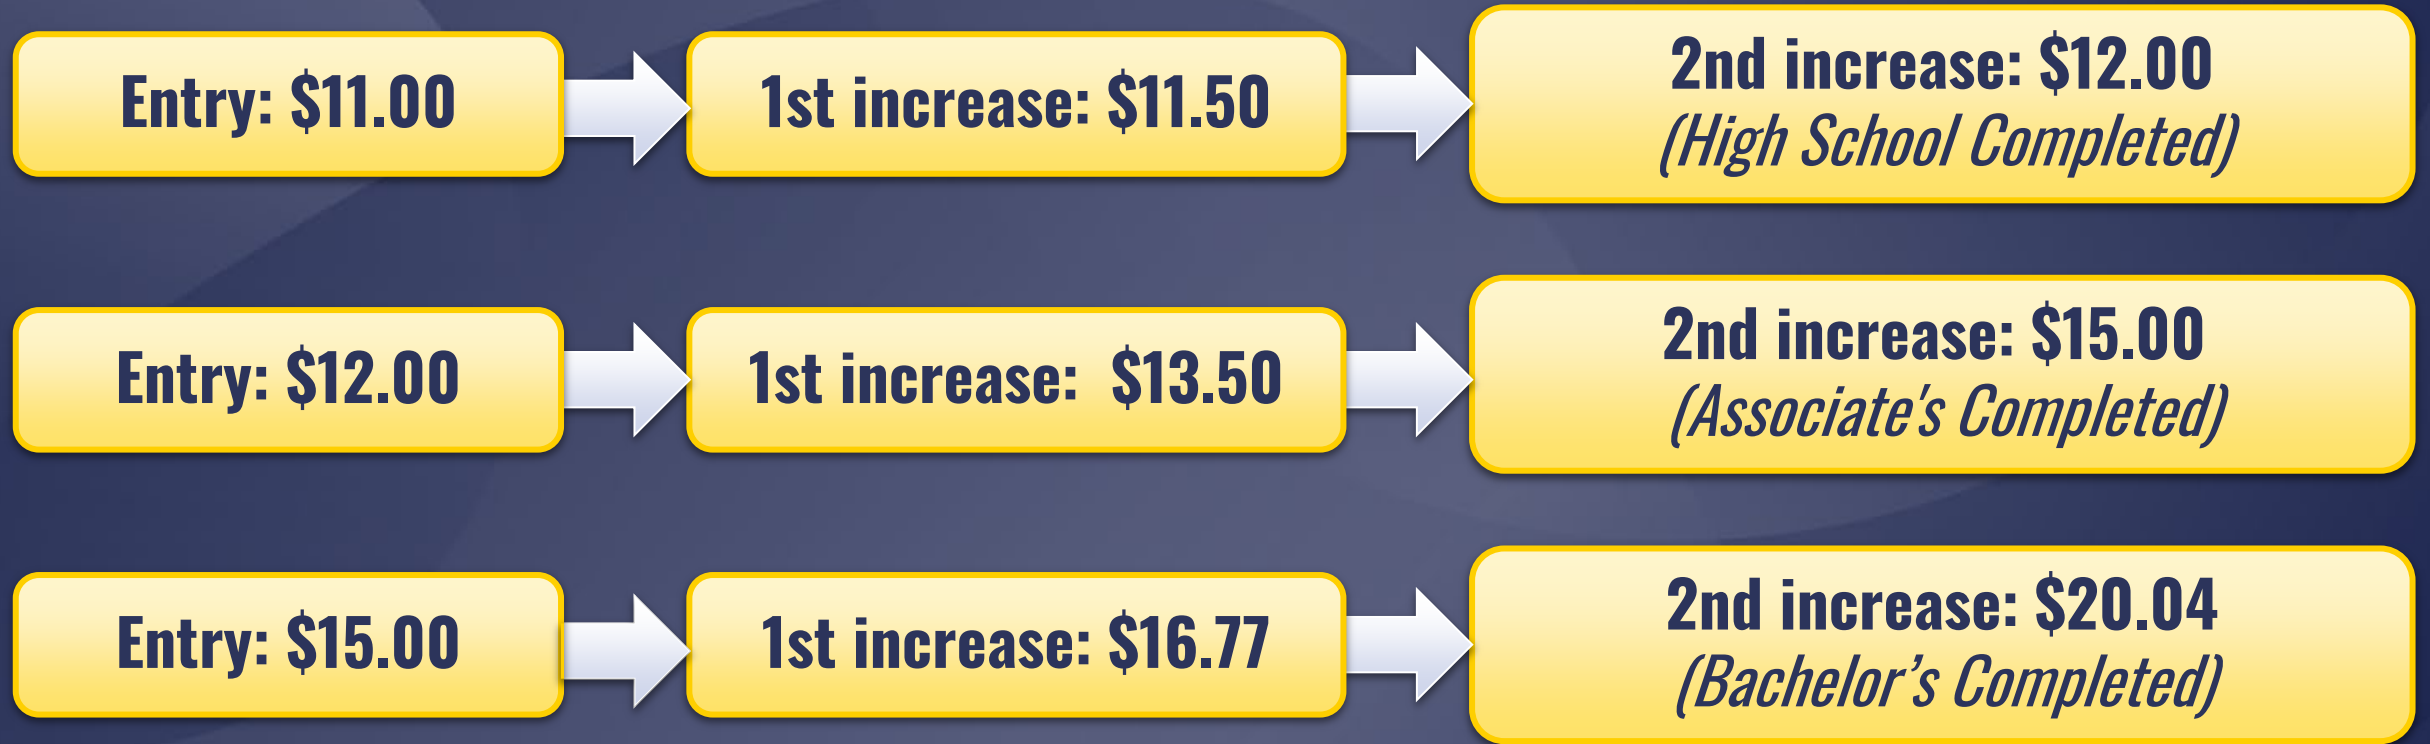 Entry: $11.00
1st increase: $11.50
2nd increase: $12.00
(High School Completed)
Entry: $12.00
1st increase: $13.50
2nd increase: $15.00
(Associate's Completed)
Entry: $15.00
1st increase: $16.77
2nd increase: $20.04
(Bachelor’s Completed)